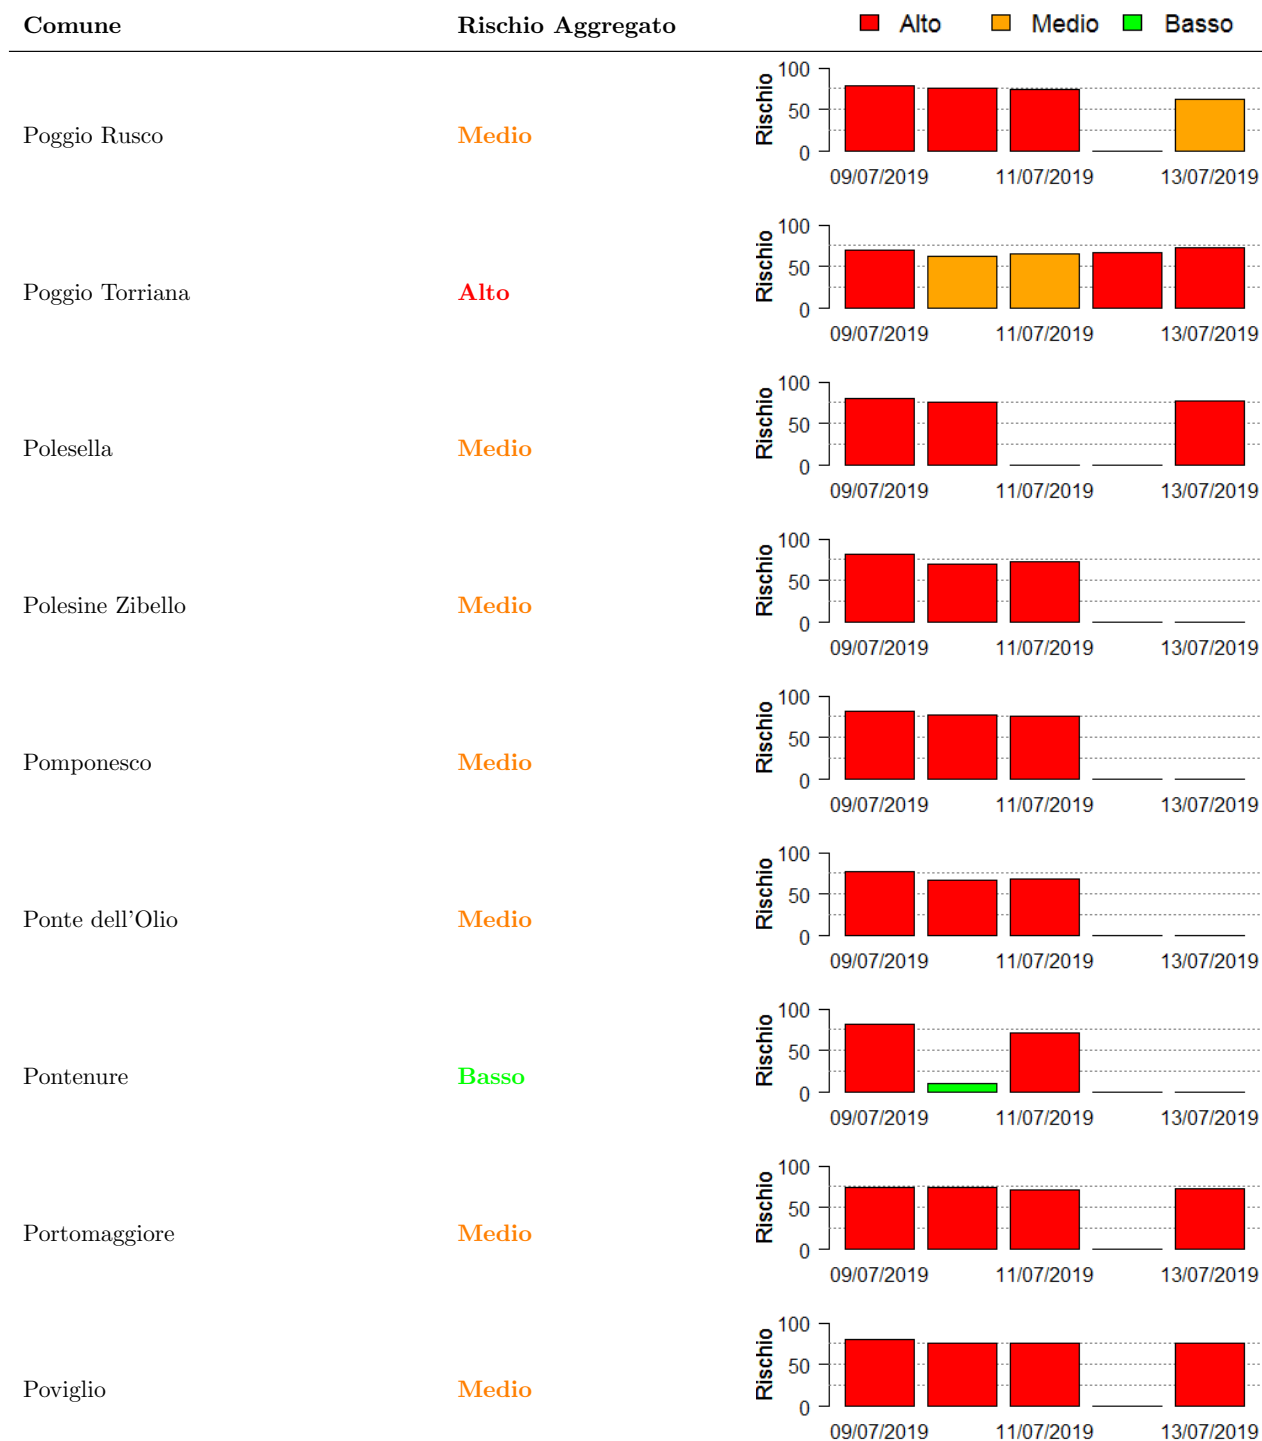 Comune Rischio Aggregato Alto Medio Basso
Poggio Rusco Medio Rischio 100 50 0
09/07/2019 11/07/2019 13/07/2019
Poggio Torriana Alto Rischio 100 50 0
09/07/2019 11/07/2019 13/07/2019
Polesella Medio Rischio 100 50 0
09/07/2019 11/07/2019 13/07/2019
Polesine Zibello Medio Rischio 100 50 0
09/07/2019 11/07/2019 13/07/2019
Pomponesco Medio Rischio 100 50 0
09/07/2019 11/07/2019 13/07/2019
Ponte dell'Olio Medio Rischio 100 50 0
09/07/2019 11/07/2019 13/07/2019
Pontenure Basso Rischio 100 50 0
09/07/2019 11/07/2019 13/07/2019
Portomaggiore Medio Rischio 100 50 0
09/07/2019 11/07/2019 13/07/2019
Poviglio Medio Rischio 100 50 0
09/07/2019 11/07/2019 13/07/2019